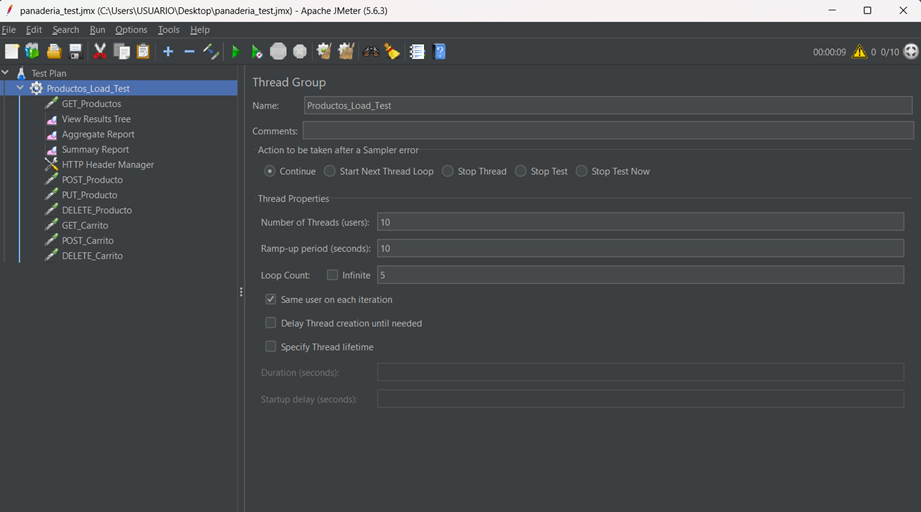 panaderia_test.jmx (C:\Users\USUARIO\Desktop\panaderia_test.jmx) - Apache JMeter (5.6.3)
File Edit Search Run Options Tools Help
00:00:09 0 0/10
Test Plan
Productos_Load_Test
GET_Productos
View Results Tree
Aggregate Report
Summary Report
HTTP Header Manager
POST_Producto
PUT_Producto
DELETE_Producto
GET_Carrito
POST_Carrito
DELETE_Carrito
Thread Group
Name: Productos_Load_Test
Comments:
Action to be taken after a Sampler error
Continue Start Next Thread Loop Stop Thread Stop Test Stop Test Now
Thread Properties
Number of Threads (users): 10
Ramp-up period (seconds): 10
Loop Count: Infinite 5
Same user on each iteration
Delay Thread creation until needed
Specify Thread lifetime
Duration (seconds):
Startup delay (seconds):